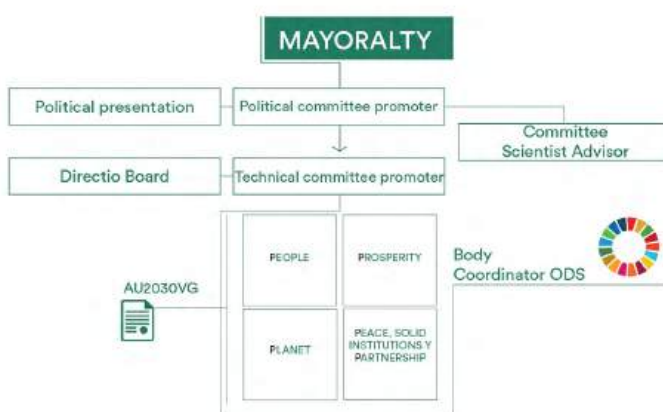 MAYORALTY
Political presentation
Political committee promoter
Committee
Scientist Advisor
Directio Board
Technical committee promoter
PEOPLE
PROSPERITY
Body
Coordinator ODS
AU2030VG
PLANET
PEACE, SOLID
INSTITUTIONS Y
PARTNERSHIP